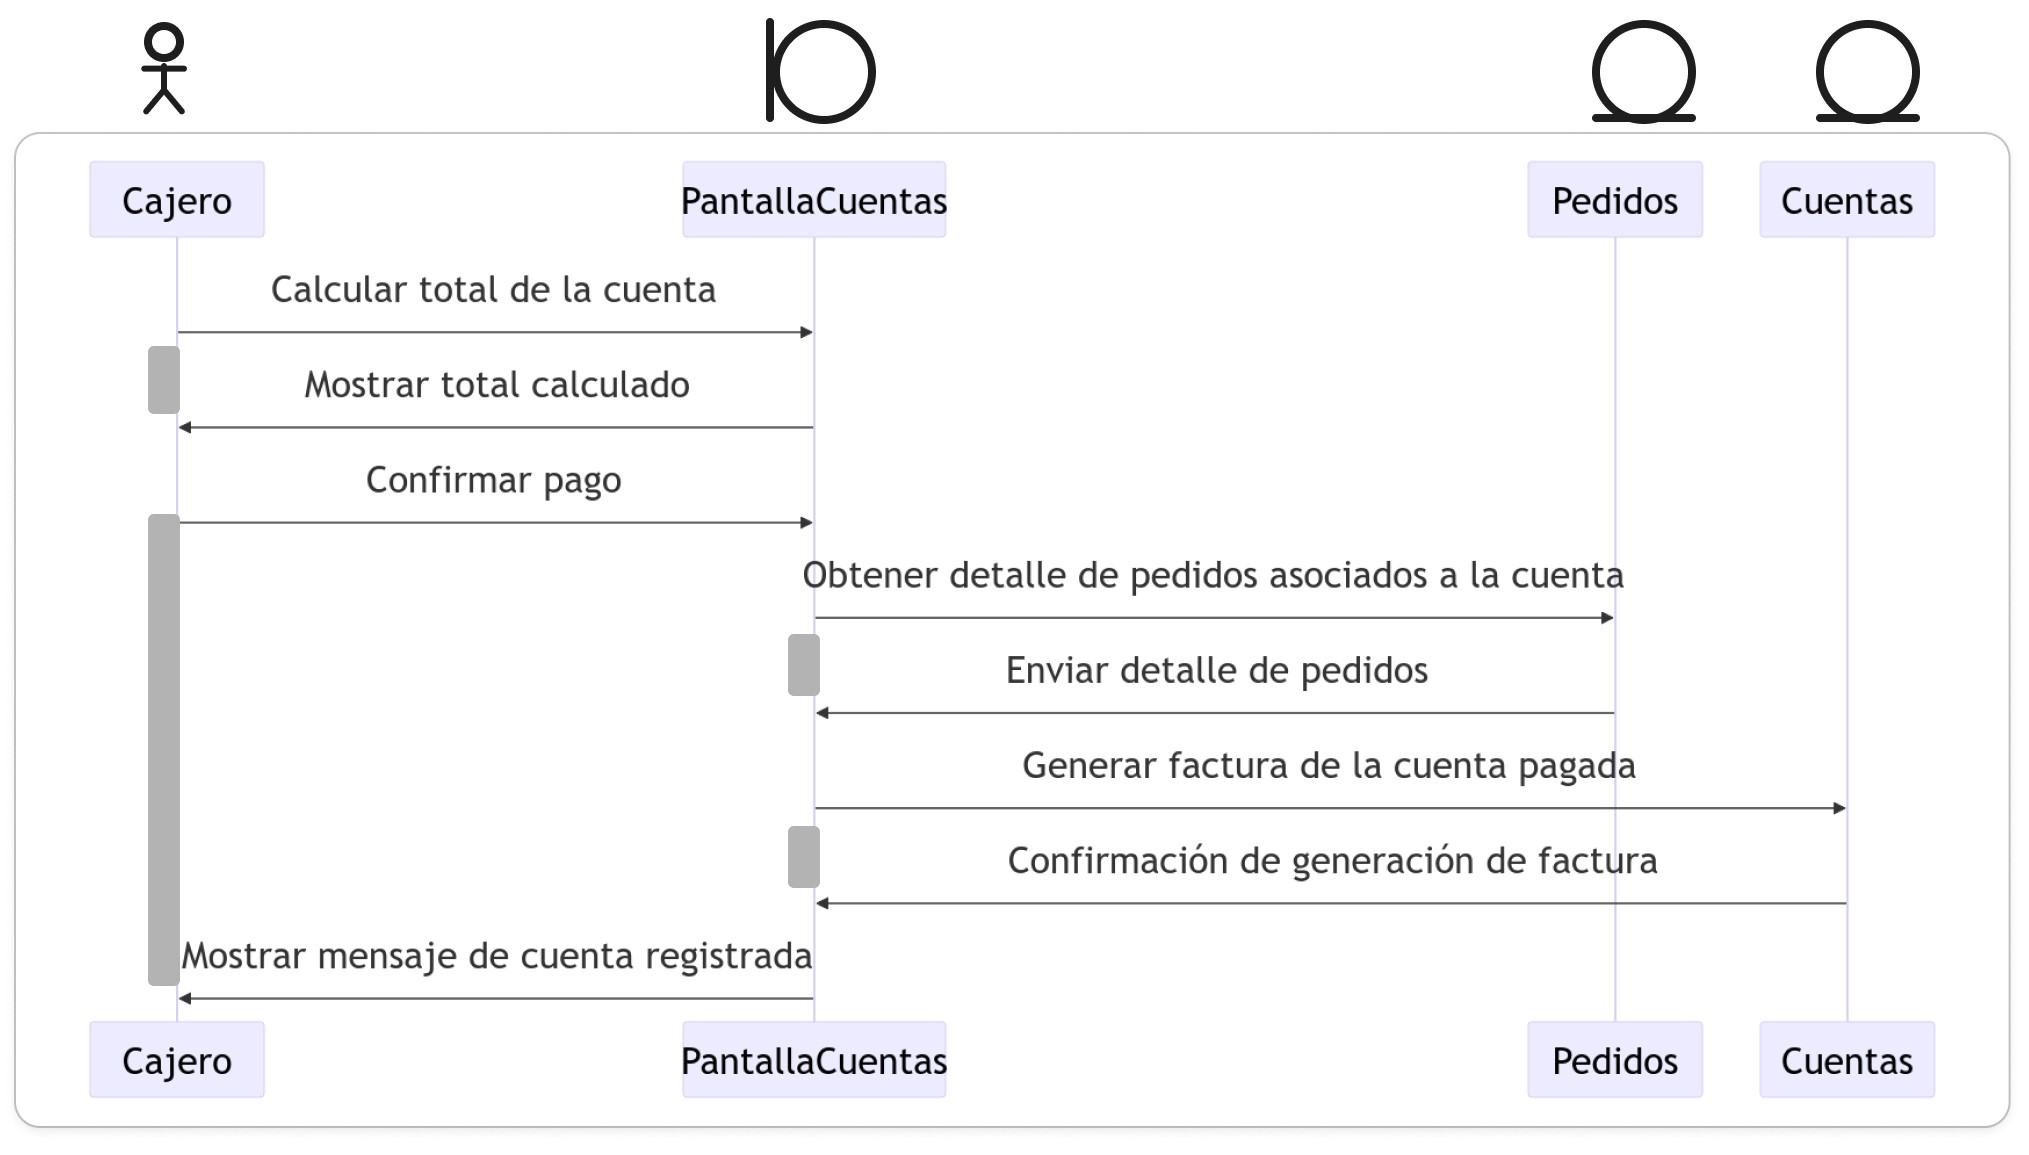 Cajero
PantallaCuentas
Pedidos
Cuentas
Calcular total de la cuenta
Mostrar total calculado
Confirmar pago
Obtener detalle de pedidos asociados a la cuenta
Enviar detalle de pedidos
Generar factura de la cuenta pagada
Confirmación de generación de factura
Mostrar mensaje de cuenta registrada
Cajero
PantallaCuentas
Pedidos
Cuentas